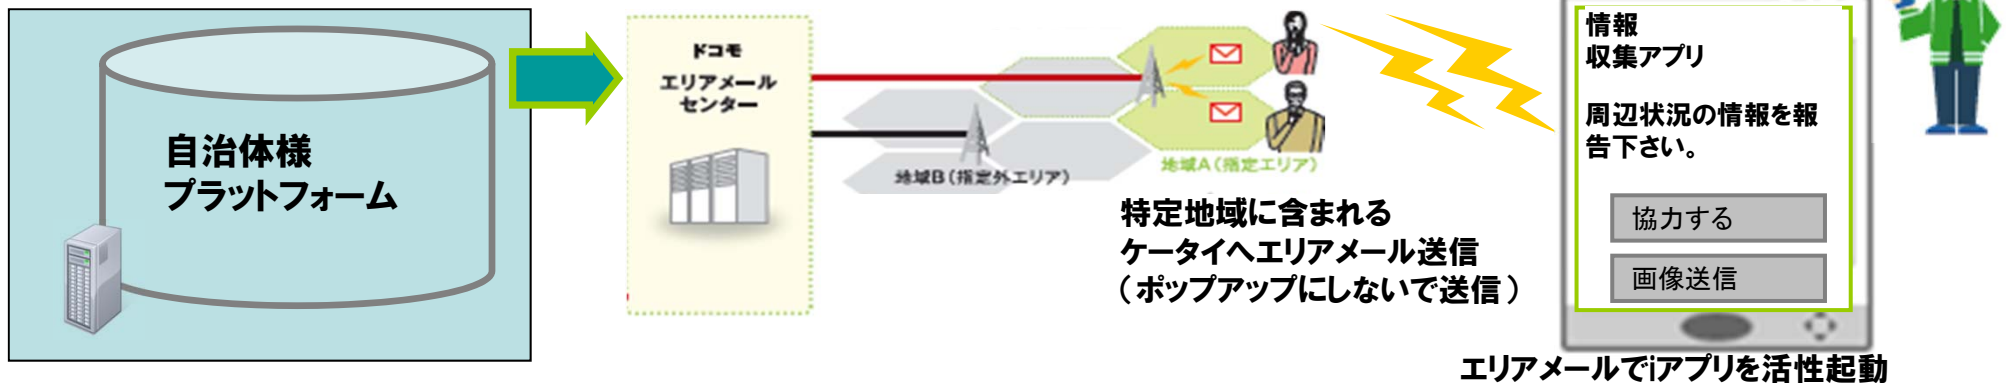 自治体様
プラットフォーム
ドコモ
エリアメール
センター
地域B(指定外エリア)
地域A(指定エリア)
特定地域に含まれる
ケータイへエリアメール送信
(ポップアップにしないで送信)
情報
収集アプリ
周辺状況の情報を報
告下さい。
協力する
画像送信
エリアメールでiアプリを活性起動